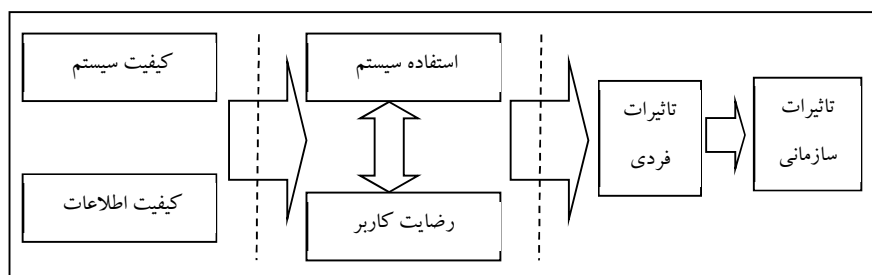 کیفیت سیستم
کیفیت اطلاعات
استفاده سیستم
رضایت کاربر
تاثیرات
فردی
تاثیرات
سازمانی